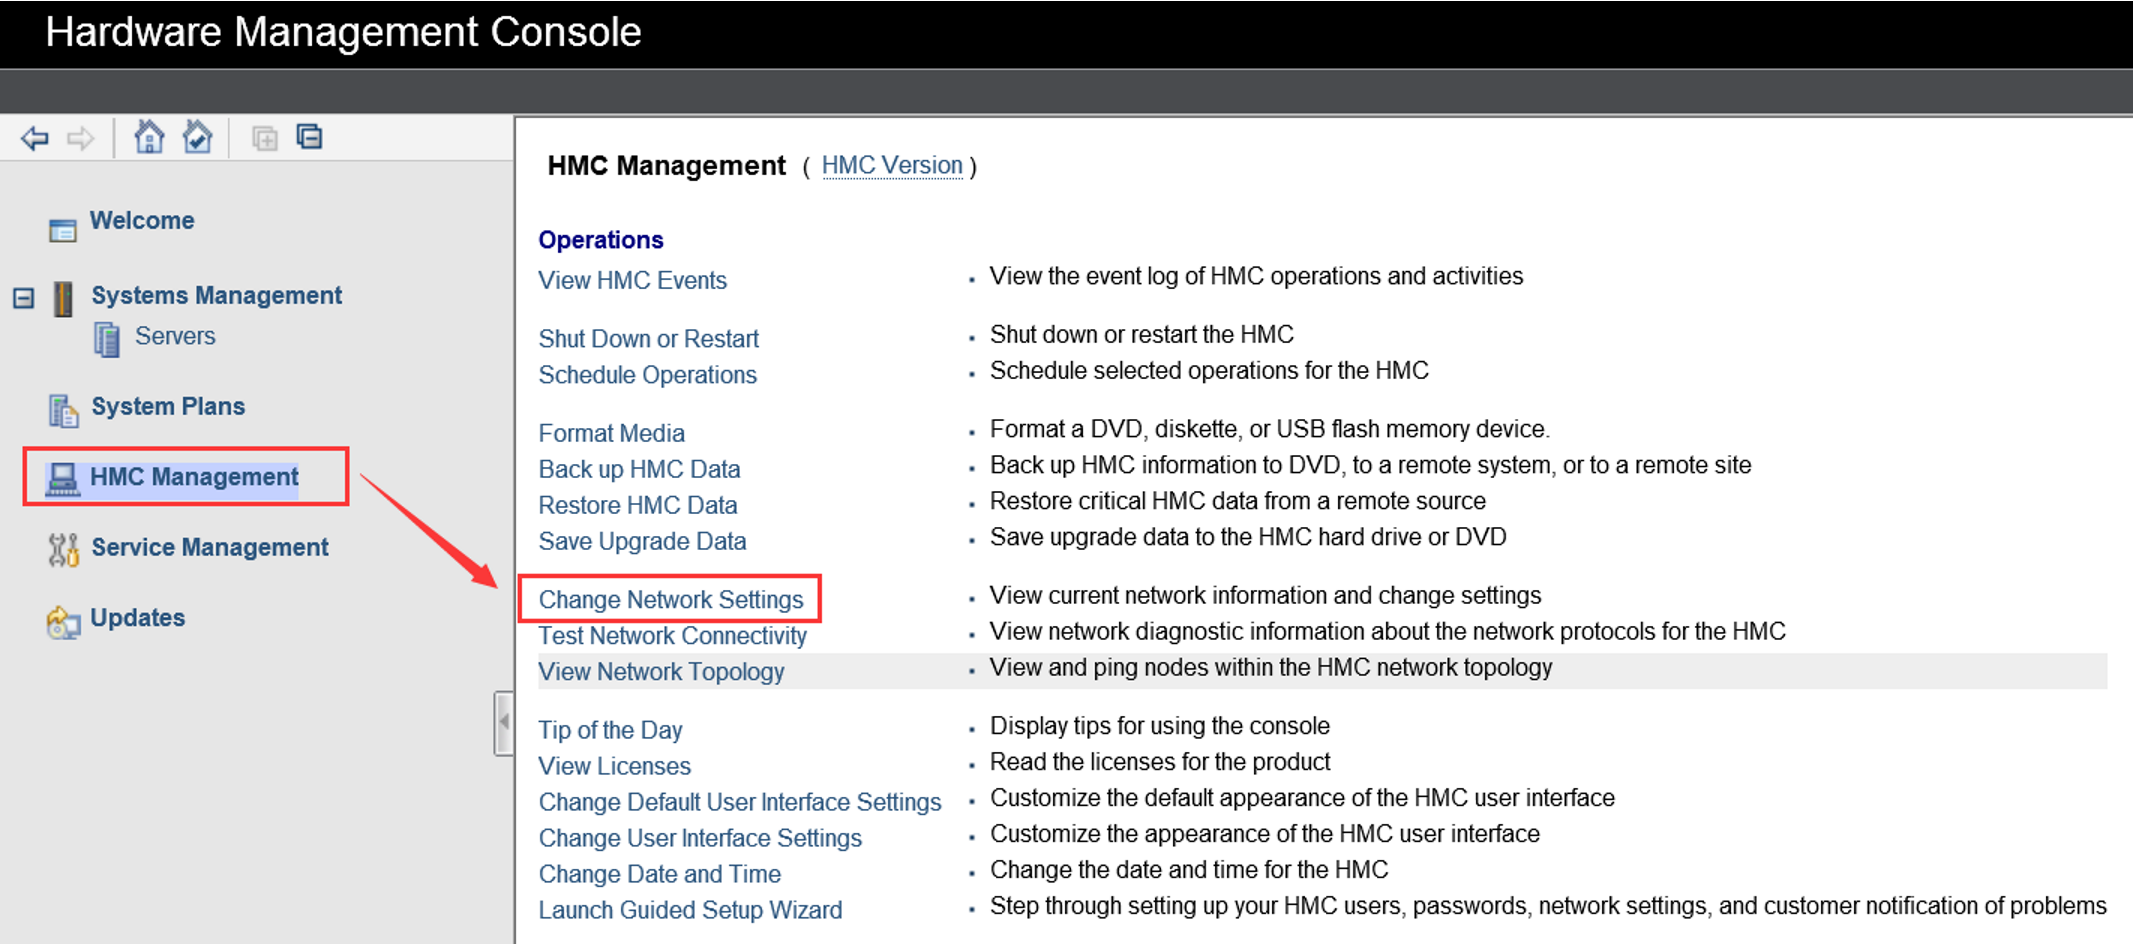 Hardware Management Console
Welcome
Systems Management
Servers
System Plans
HMC Management
Service Management
Updates
HMC Management ( HMC Version )
Operations
View HMC Events • View the event log of HMC operations and activities
Shut Down or Restart • Shut down or restart the HMC
Schedule Operations • Schedule selected operations for the HMC
Format Media • Format a DVD, diskette, or USB flash memory device.
Back up HMC Data • Back up HMC information to DVD, to a remote system, or to a remote site
Restore HMC Data • Restore critical HMC data from a remote source
Save Upgrade Data • Save upgrade data to the HMC hard drive or DVD
Change Network Settings • View current network information and change settings
Test Network Connectivity • View network diagnostic information about the network protocols for the HMC
View Network Topology • View and ping nodes within the HMC network topology
Tip of the Day • Display tips for using the console
View Licenses • Read the licenses for the product
Change Default User Interface Settings • Customize the default appearance of the HMC user interface
Change User Interface Settings • Customize the appearance of the HMC user interface
Change Date and Time • Change the date and time for the HMC
Launch Guided Setup Wizard • Step through setting up your HMC users, passwords, network settings, and customer notification of problems